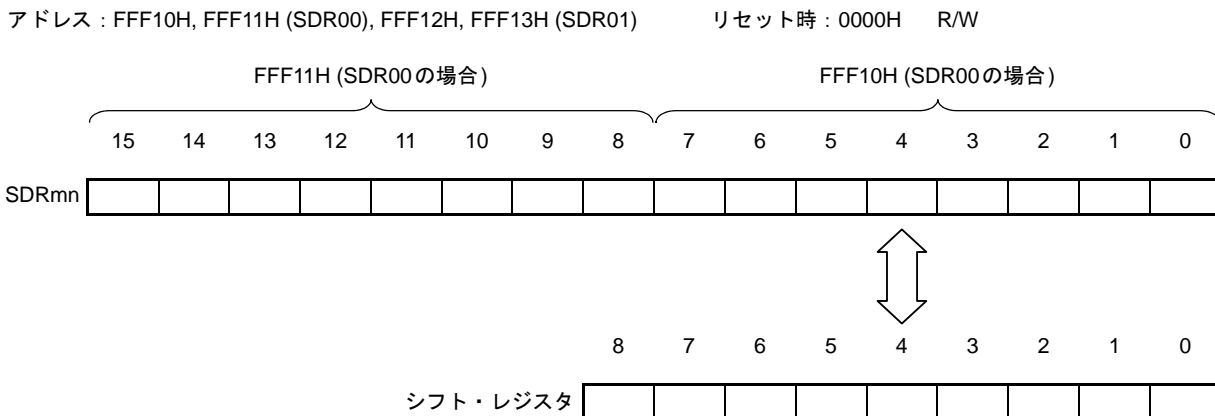 アドレス：FFF10H, FFF11H (SDR00), FFF12H, FFF13H (SDR01) リセット時：0000H R/W
FFF11H (SDR00の場合) FFF10H (SDR00の場合)
15 14 13 12 11 10 9 8 7 6 5 4 3 2 1 0
SDRmn
8 7 6 5 4 3 2 1 0
シフト・レジスタ